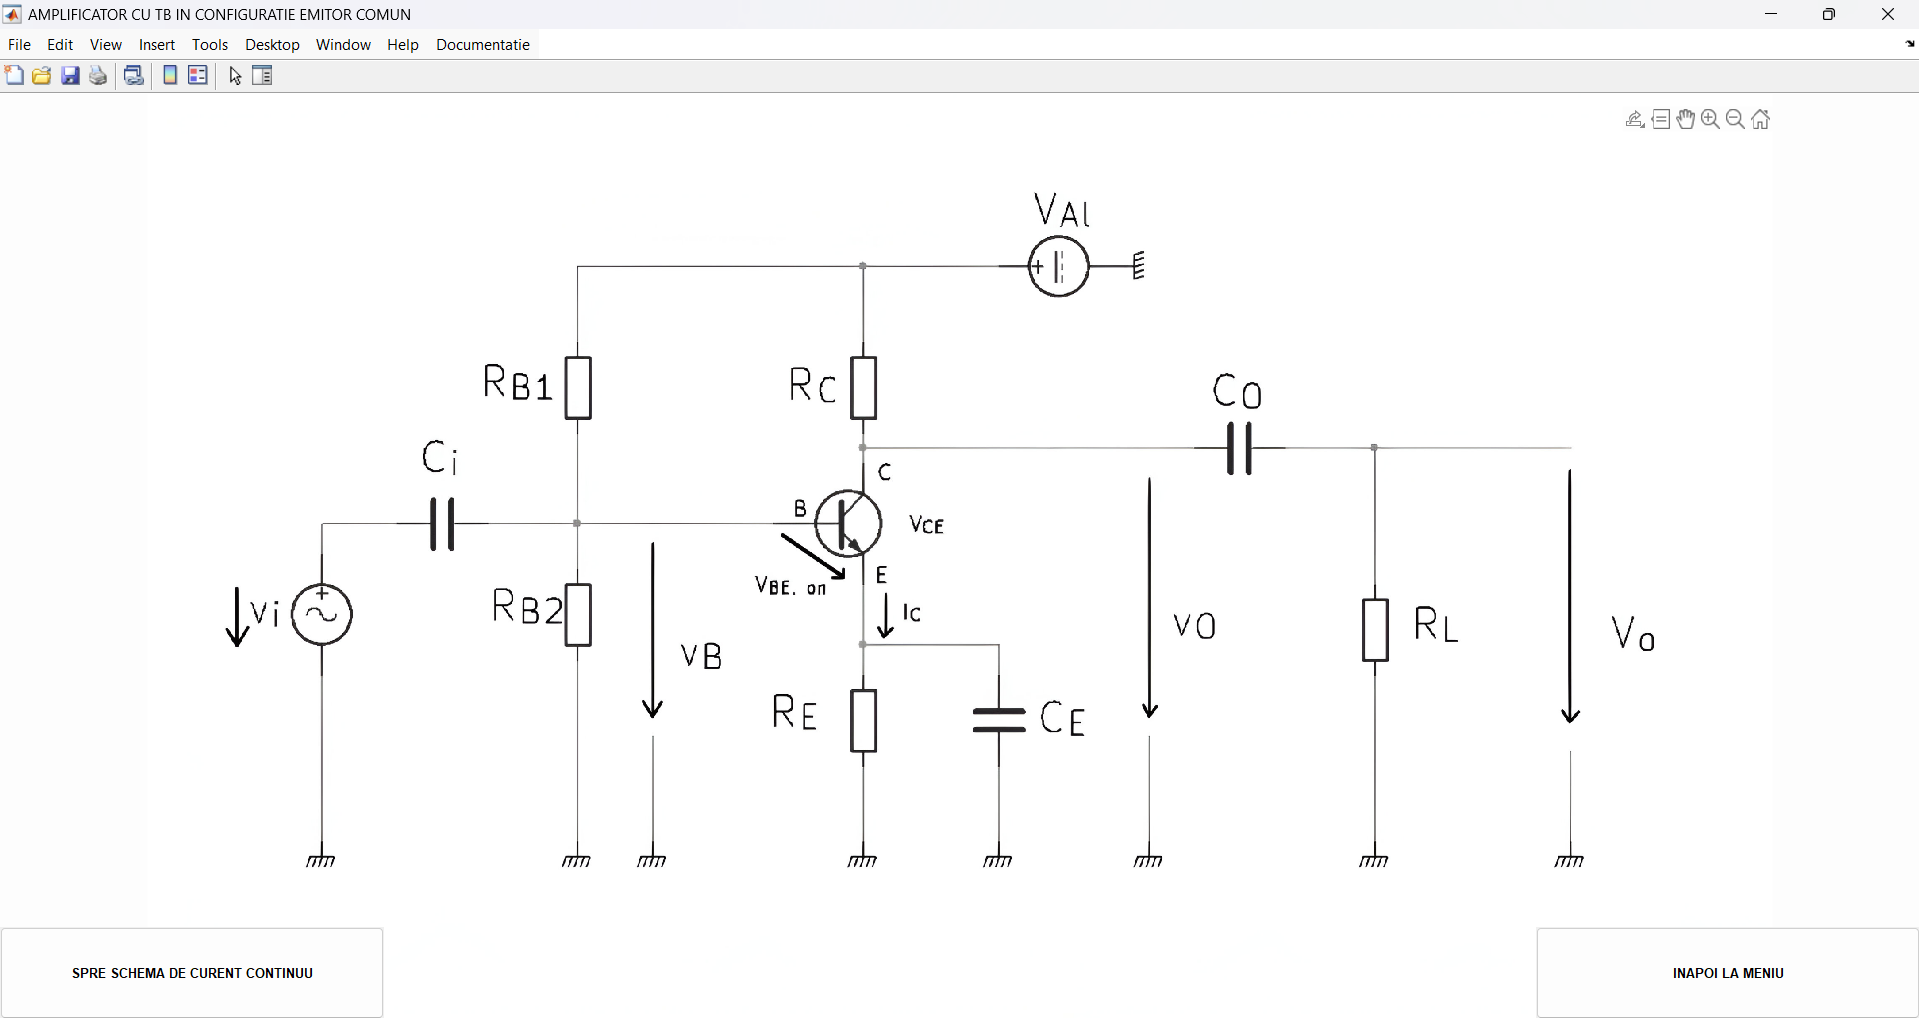 AMPLIFICATOR CU TB IN CONFIGURATIE EMITOR COMUN
File Edit View Insert Tools Desktop Window Help Documentatie
VAl
+
RB1
RC
CO
Ci
C
B
VCE
E
VBE, on
+
Vi
RB2
IC
vO
RL
Vo
vB
RE
CE
SPRE SCHEMA DE CURENT CONTINUU
INAPOI LA MENIU